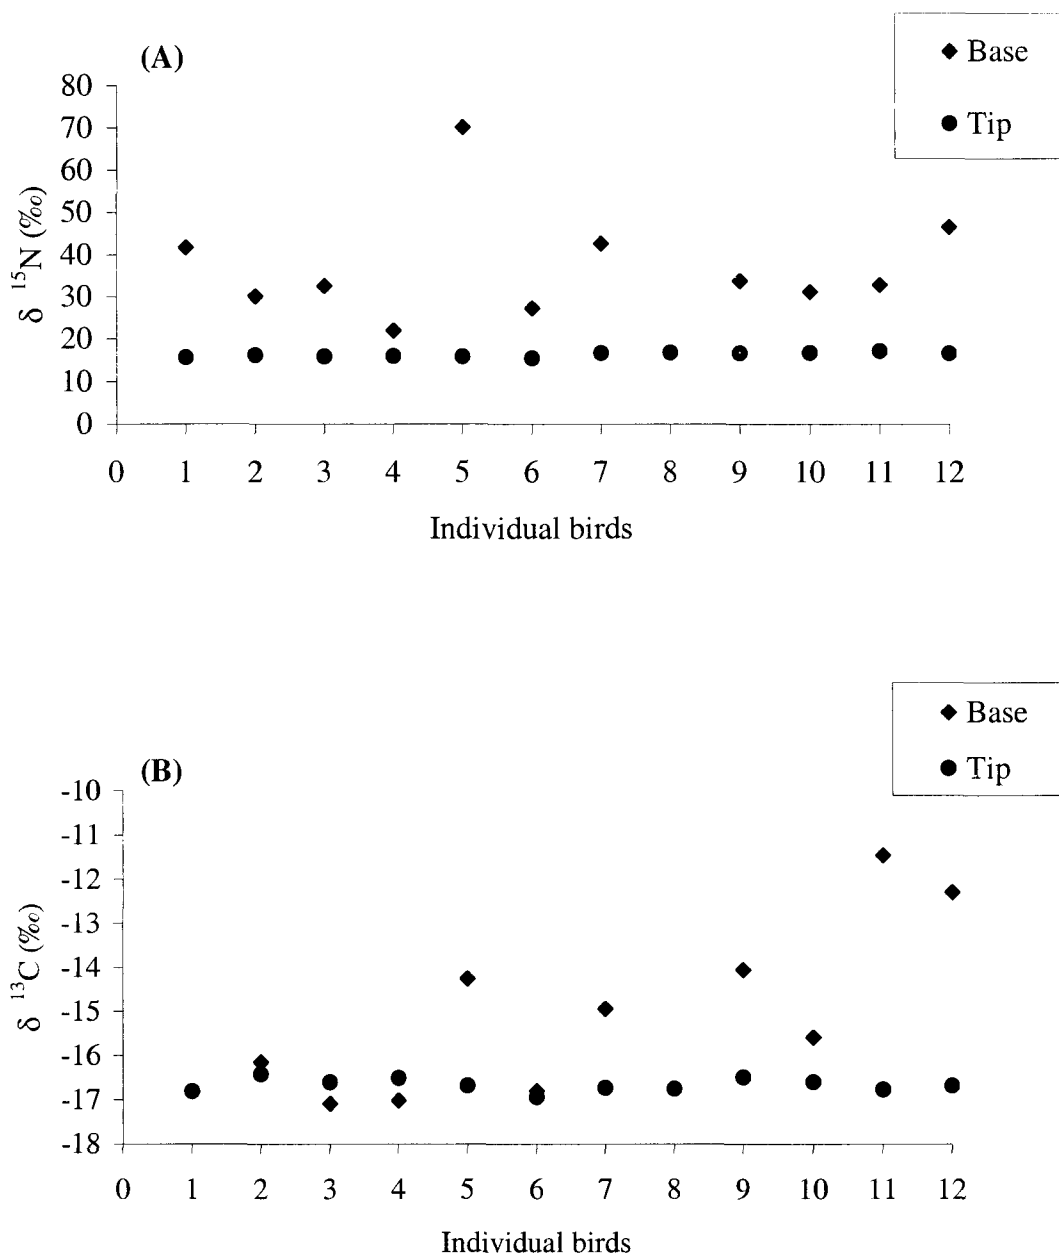 (A)
Base
Tip
80
70
60
50
40
30
20
10
0
δ ¹⁵N (‰)
0 1 2 3 4 5 6 7 8 9 10 11 12
Individual birds
(B)
Base
Tip
-10
-11
-12
-13
-14
-15
-16
-17
-18
δ ¹³C (‰)
0 1 2 3 4 5 6 7 8 9 10 11 12
Individual birds